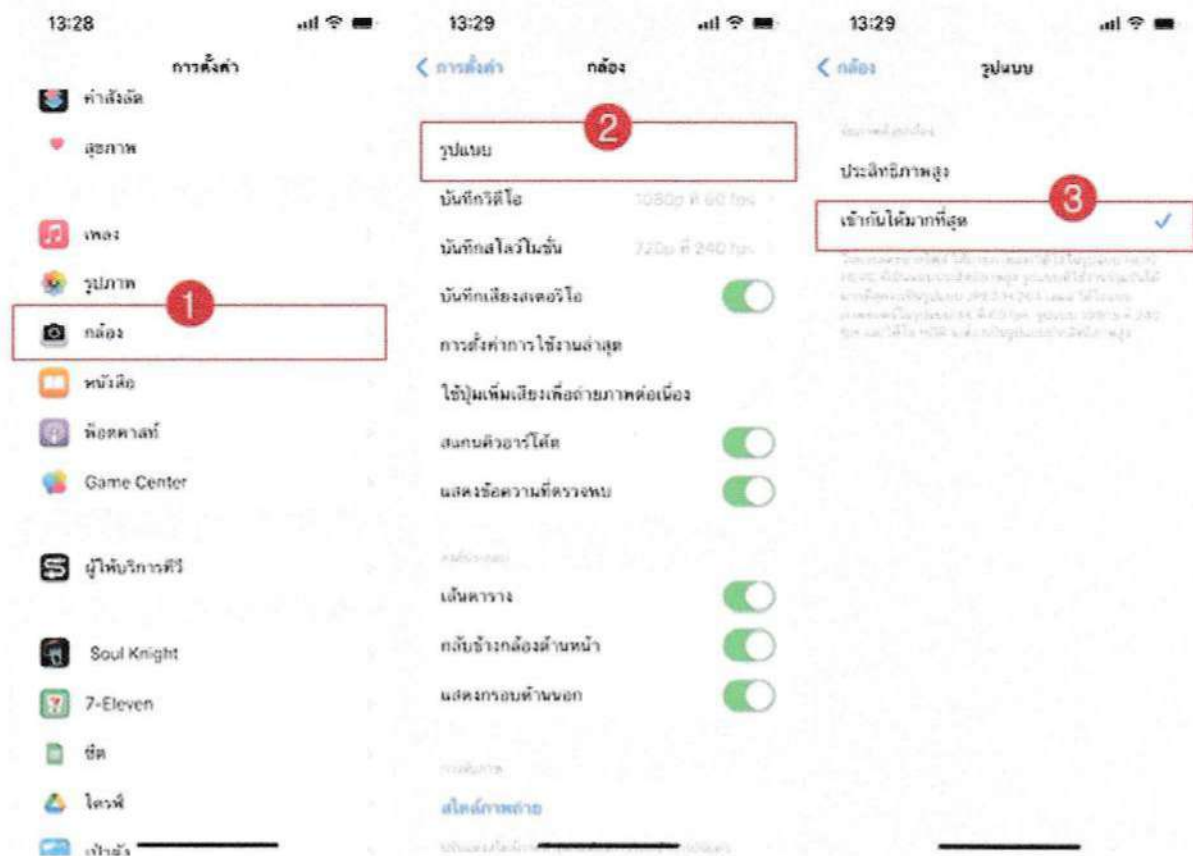 13:28
การตั้งค่า
คำสั่งลัด
สุขภาพ
เพลง
รูปภาพ
1
กล้อง
หนังสือ
พ็อดคาสท์
Game Center
ผู้ให้บริการทีวี
Soul Knight
7-Eleven
ชีต
ไดรฟ์
เป๋าตัง
13:29
การตั้งค่า
กล้อง
2
รูปแบบ
บันทึกวิดีโอ 1080p ที่ 60 fps
บันทึกสโลว์โมชั่น 720p ที่ 240 fps
บันทึกเสียงสเตอริโอ
การตั้งค่าการใช้งานล่าสุด
ใช้ปุ่มเพิ่มเสียงเพื่อถ่ายภาพต่อเนื่อง
สแกนคิวอาร์โค้ด
แสดงข้อความที่ตรวจพบ
เส้นตาราง
กลับข้างกล้องด้านหน้า
แสดงกรอบด้านนอก
การจับภาพ
สไตล์ภาพถ่าย
13:29
กล้อง
รูปแบบ
ประสิทธิภาพสูง
3
เข้ากันได้มากที่สุด